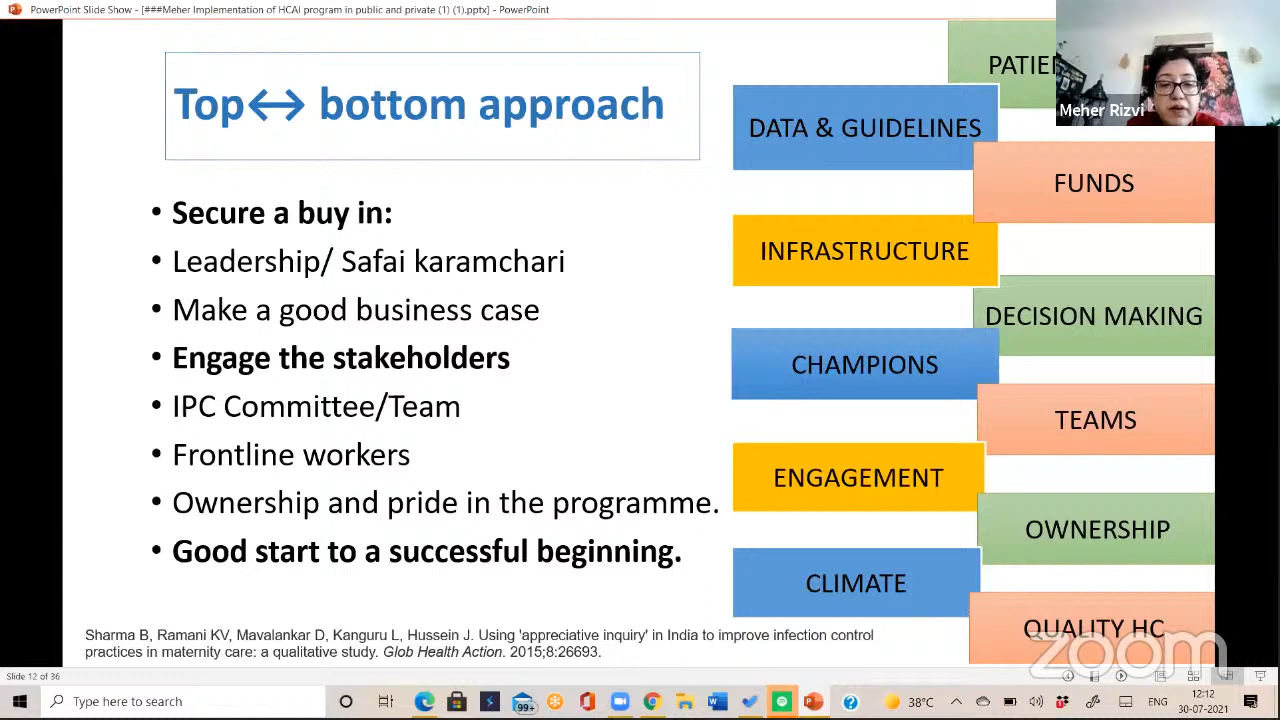 PowerPoint Slide Show - [###Meher Implementation of HCAI program in public and private (1) (1).pptx] - PowerPoint
Top↔ bottom approach
• Secure a buy in:
• Leadership/ Safai karamchari
• Make a good business case
• Engage the stakeholders
• IPC Committee/Team
• Frontline workers
• Ownership and pride in the programme.
• Good start to a successful beginning.
DATA & GUIDELINES
FUNDS
INFRASTRUCTURE
DECISION MAKING
CHAMPIONS
TEAMS
ENGAGEMENT
OWNERSHIP
CLIMATE
QUALITY HC
Meher Rizvi
Sharma B, Ramani KV, Mavalankar D, Kanguru L, Hussein J. Using 'appreciative inquiry' in India to improve infection control
practices in maternity care: a qualitative study. Glob Health Action. 2015;8:26693.
zoom
Slide 12 of 36
Type here to search
99+
38°C
ENG
12:12
30-07-2021